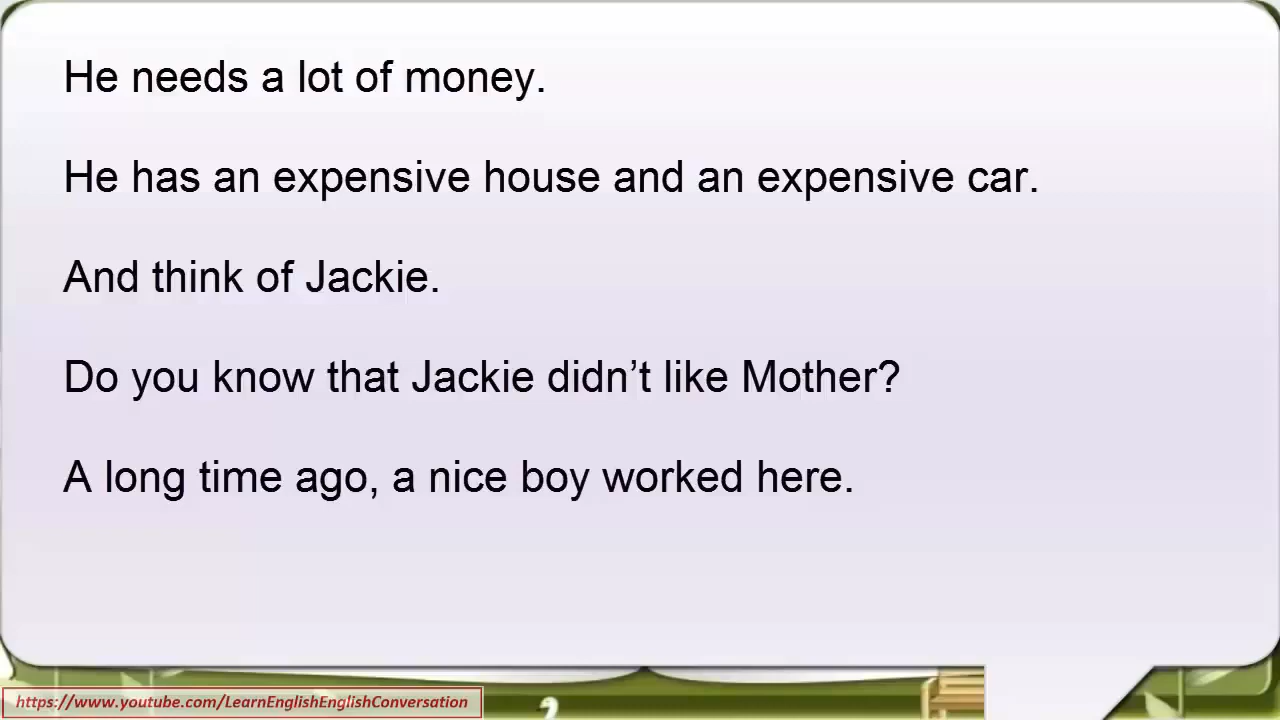 He needs a lot of money.
He has an expensive house and an expensive car.
And think of Jackie.
Do you know that Jackie didn’t like Mother?
A long time ago, a nice boy worked here.
https://www.youtube.com/LearnEnglishEnglishConversation